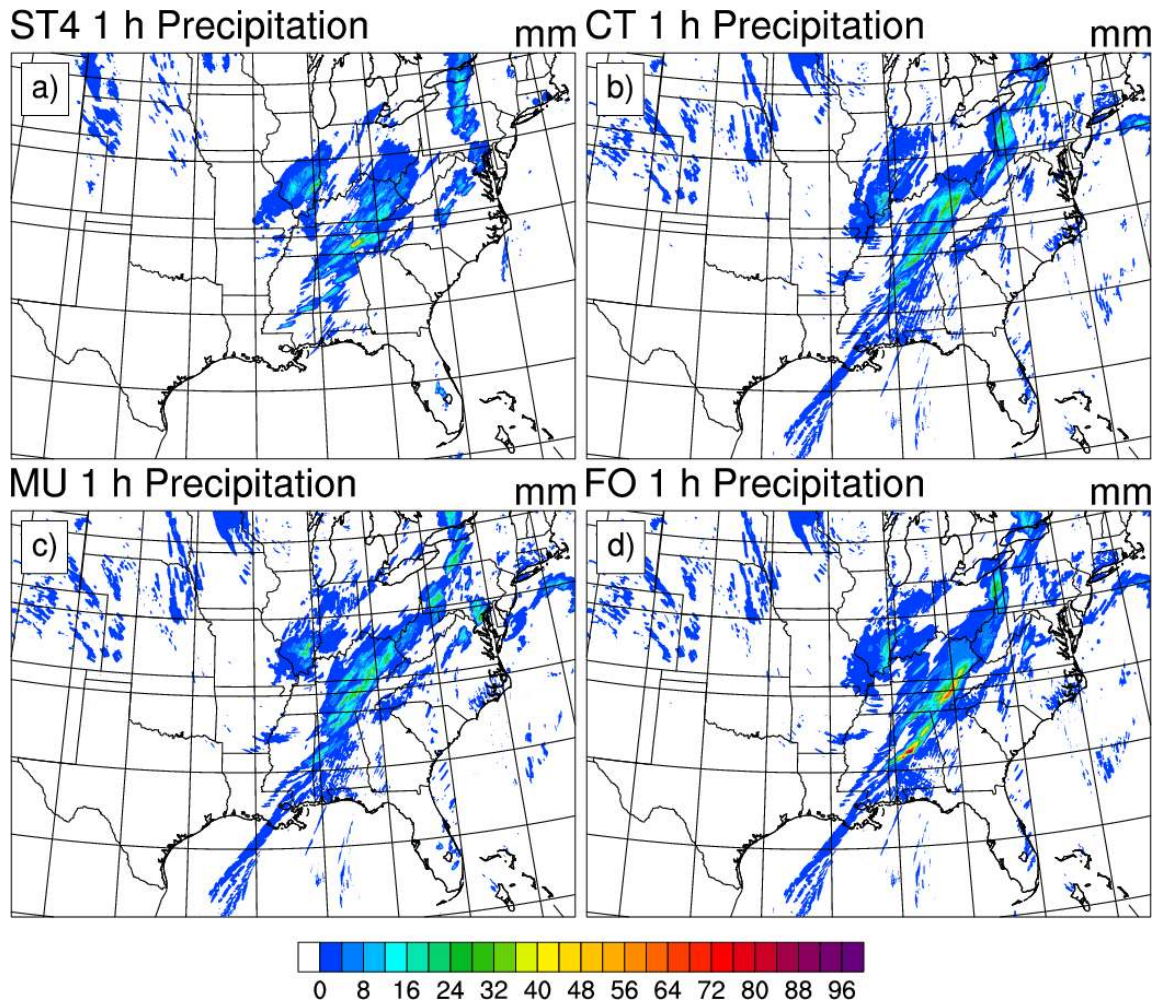 ST4 1 h Precipitation mm
CT 1 h Precipitation mm
a)
b)
MU 1 h Precipitation mm
FO 1 h Precipitation mm
c)
d)
0 8 16 24 32 40 48 56 64 72 80 88 96